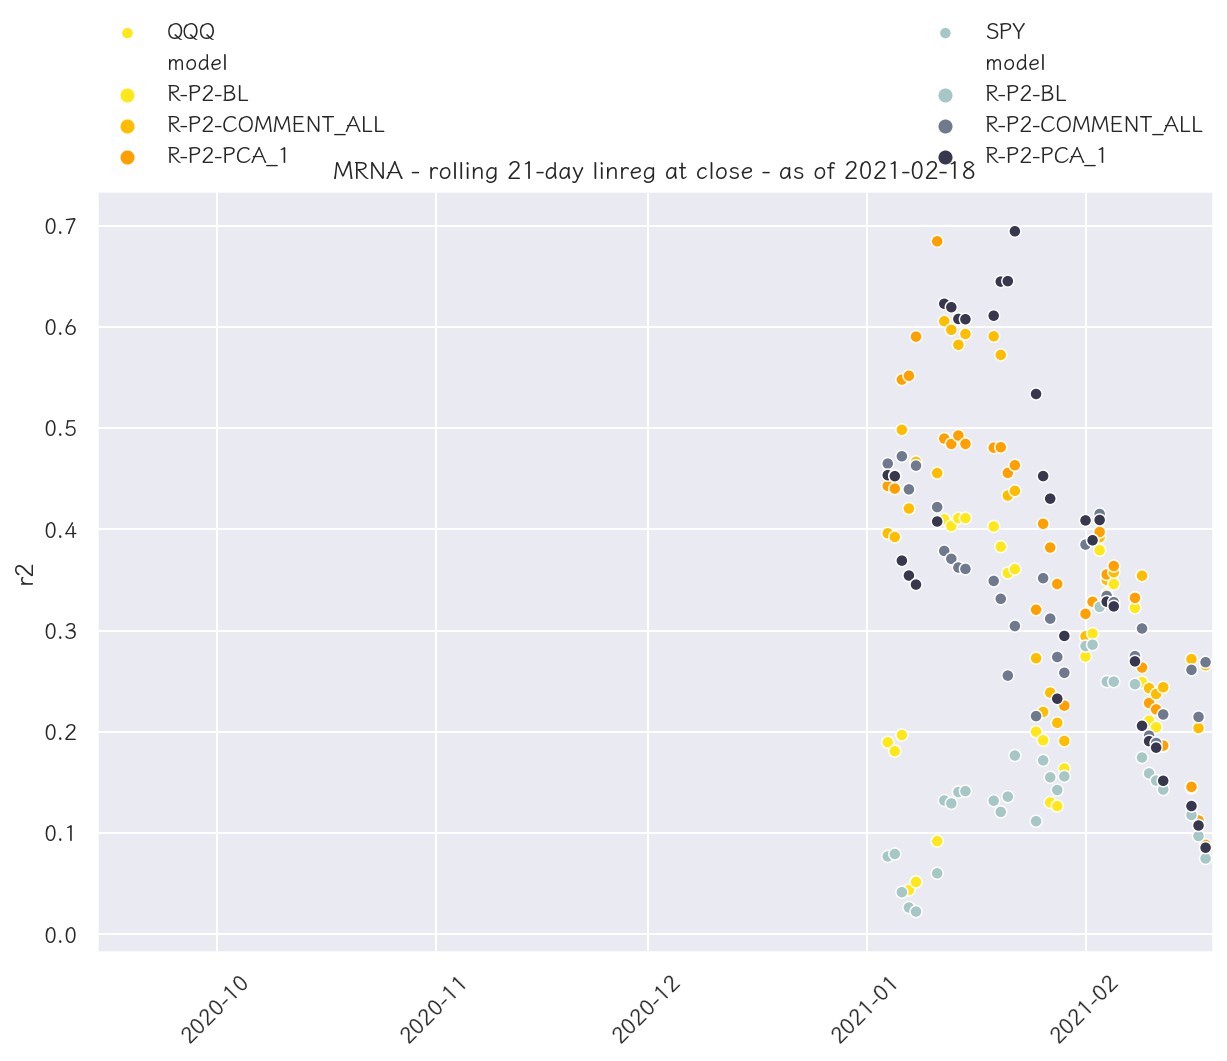 QQQ
model
R-P2-BL
R-P2-COMMENT_ALL
R-P2-PCA_1
SPY
model
R-P2-BL
R-P2-COMMENT_ALL
R-P2-PCA_1
MRNA - rolling 21-day linreg at close - as of 2021-02-18
0.7
0.6
0.5
0.4
r2
0.3
0.2
0.1
0.0
2020-10
2020-11
2020-12
2021-01
2021-02